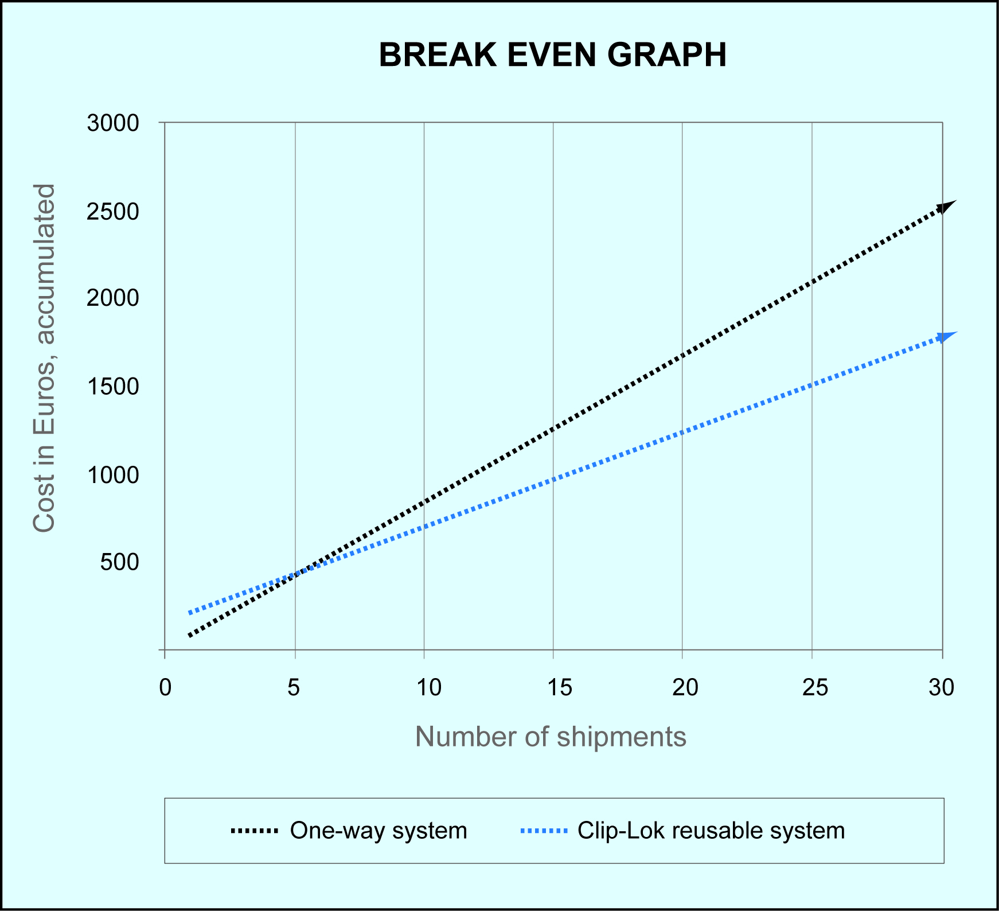 BREAK EVEN GRAPH
Cost in Euros, accumulated
3000
2500
2000
1500
1000
500
0 5 10 15 20 25 30
Number of shipments
One-way system Clip-Lok reusable system